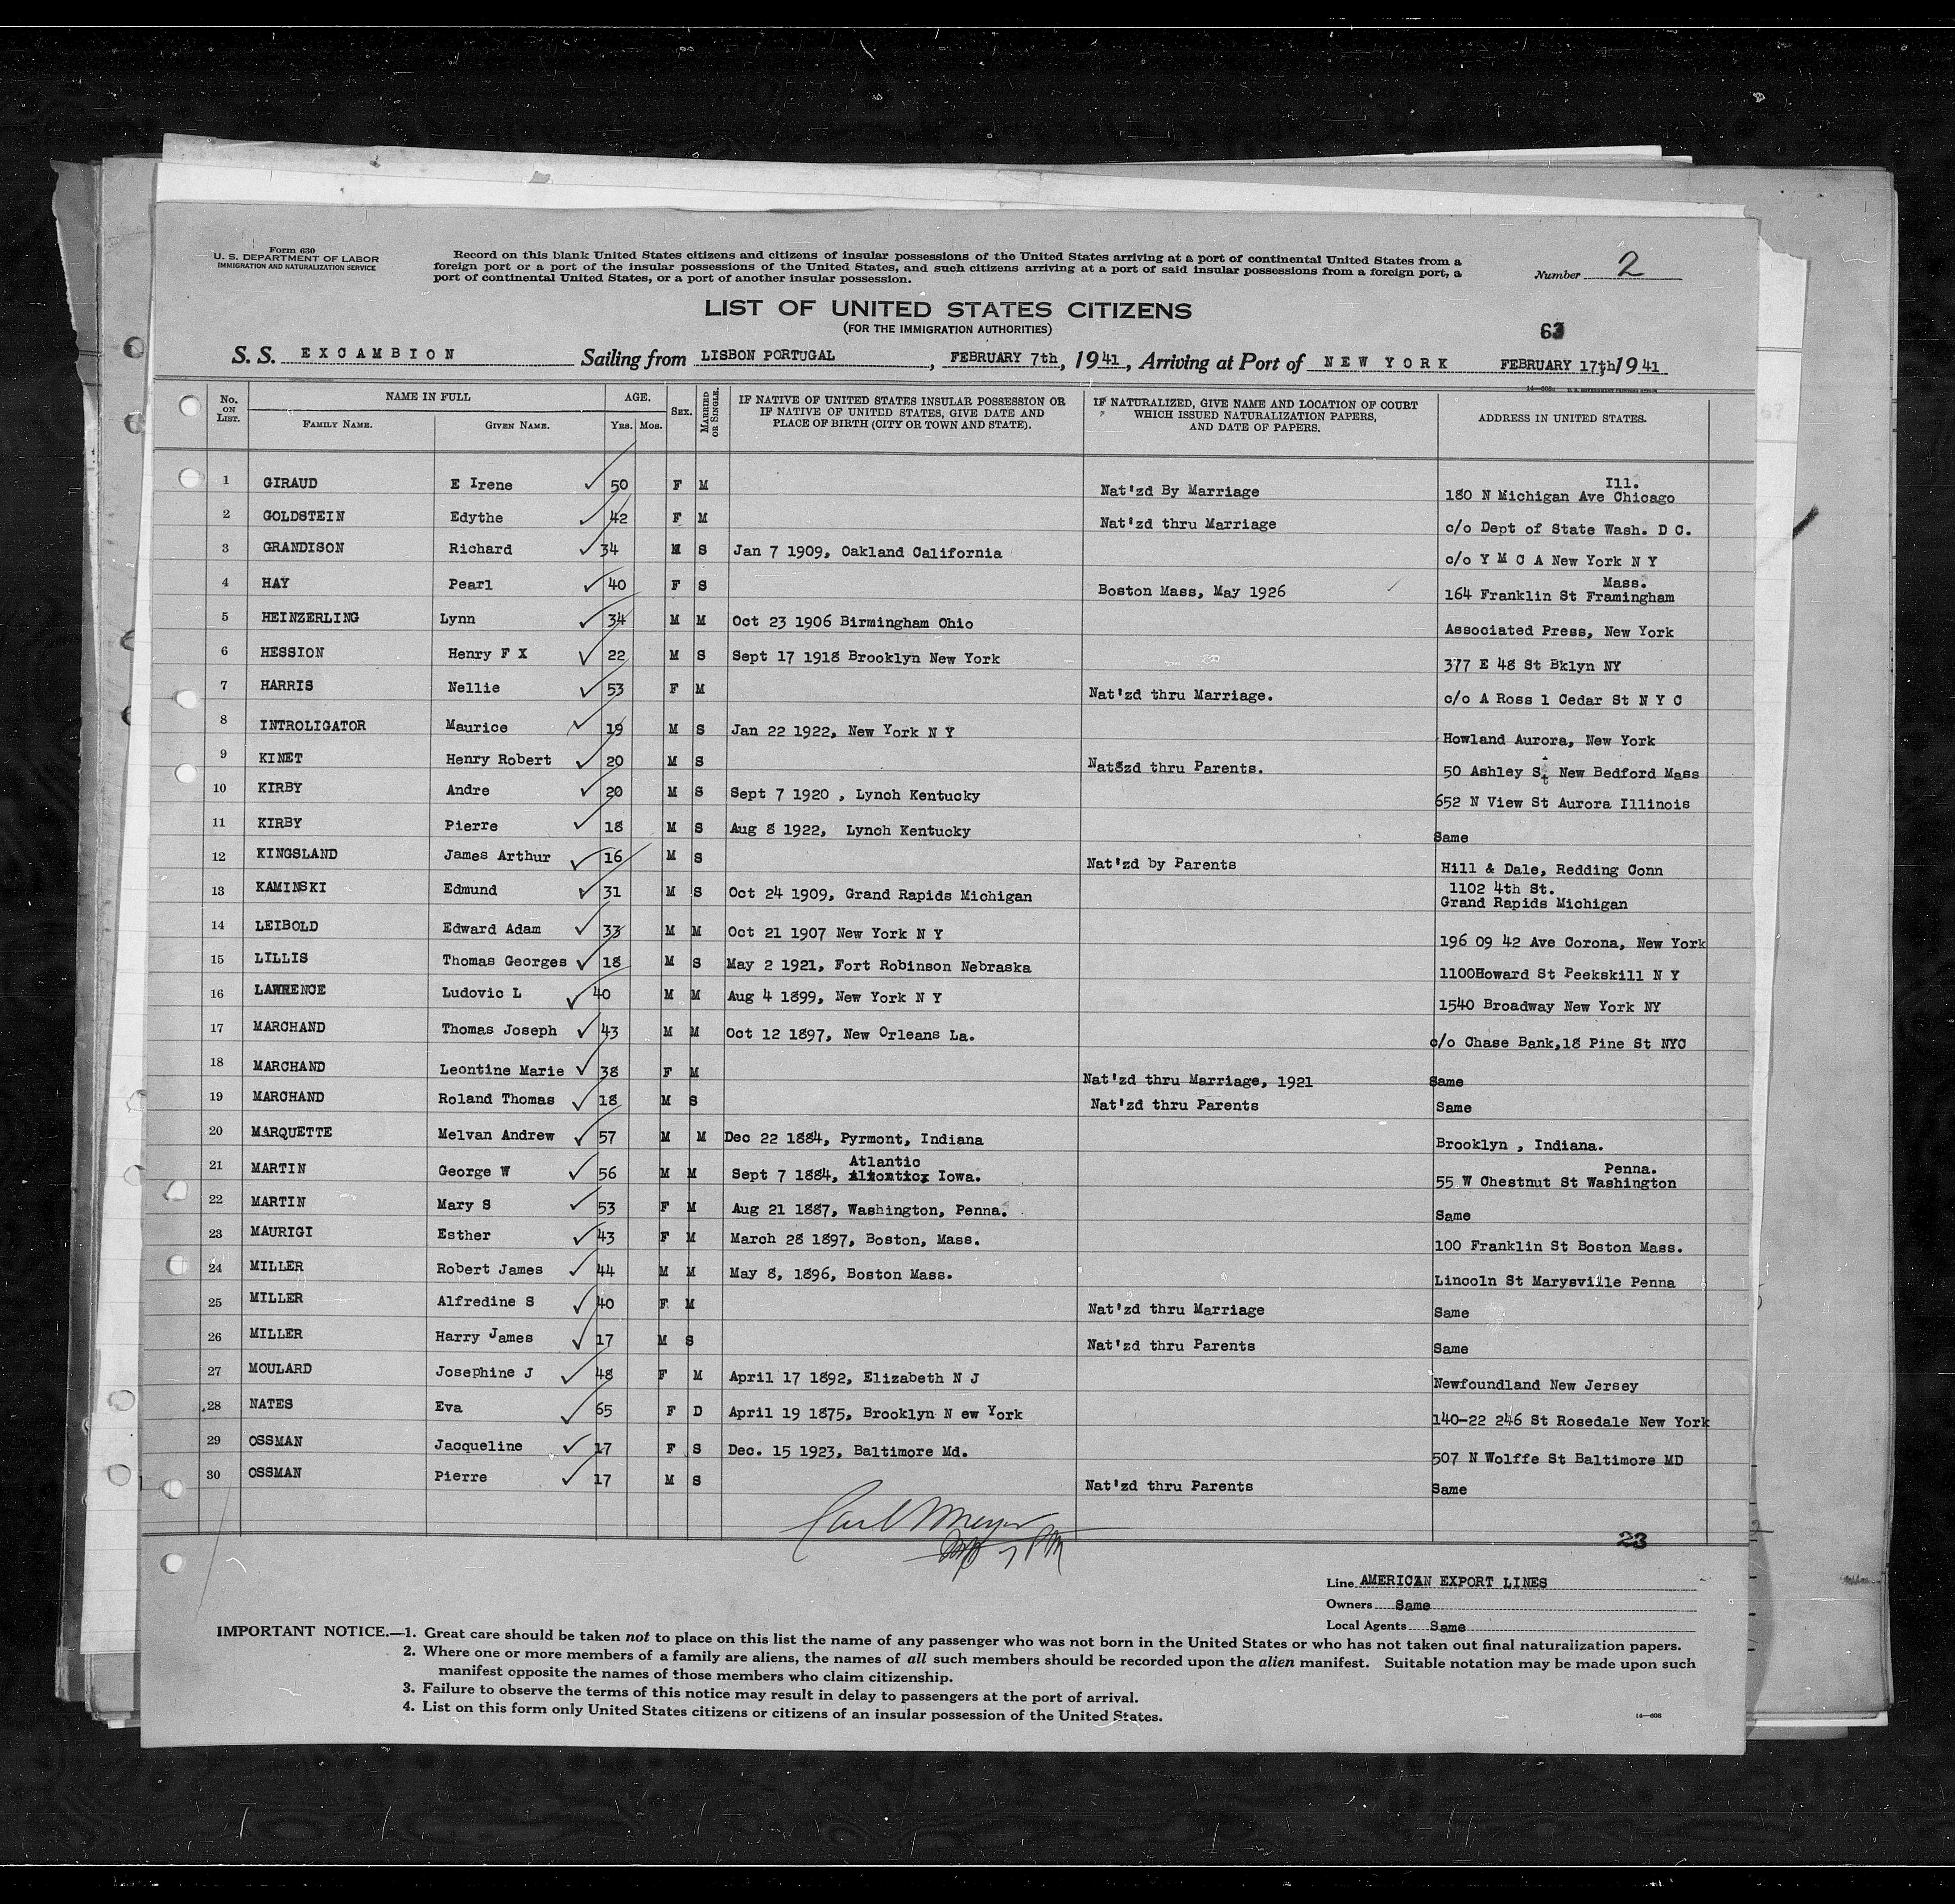 Form 630
U. S. DEPARTMENT OF LABOR
IMMIGRATION AND NATURALIZATION SERVICE
Record on this blank United States citizens and citizens of insular possessions of the United States arriving at a port of continental United States from a
foreign port or a port of the insular possessions of the United States, and such citizens arriving at a port of said insular possessions from a foreign port, a
port of continental United States, or a port of another insular possession.
Number 2
LIST OF UNITED STATES CITIZENS
(FOR THE IMMIGRATION AUTHORITIES)
63
S. S. EXCAMBION Sailing from LISBON PORTUGAL, FEBRUARY 7th, 1941, Arriving at Port of NEW YORK FEBRUARY 17th, 1941
No. ON LIST. NAME IN FULL AGE. SEX. MARRIED OR SINGLE. IF NATIVE OF UNITED STATES INSULAR POSSESSION OR IF NATIVE OF UNITED STATES, GIVE DATE AND PLACE OF BIRTH (CITY OR TOWN AND STATE). IF NATURALIZED, GIVE NAME AND LOCATION OF COURT WHICH ISSUED NATURALIZATION PAPERS, AND DATE OF PAPERS. ADDRESS IN UNITED STATES.
FAMILY NAME. GIVEN NAME. Yrs. Mos.
1 GIRAUD E Irene 50 F M Nat'zd By Marriage 180 N Michigan Ave Chicago Ill.
2 GOLDSTEIN Edythe 42 F M Nat'zd thru Marriage c/o Dept of State Wash. D C.
3 GRANDISON Richard 34 M S Jan 7 1909, Oakland California c/o Y M C A New York N Y
4 HAY Pearl 40 F S Boston Mass, May 1926 164 Franklin St Framingham Mass.
5 HEINZERLING Lynn 34 M M Oct 23 1906 Birmingham Ohio Associated Press, New York
6 HESSION Henry F X 22 M S Sept 17 1918 Brooklyn New York 377 E 48 St Bklyn NY
7 HARRIS Nellie 53 F M Nat'zd thru Marriage. c/o A Ross 1 Cedar St N Y C
8 INTROLIGATOR Maurice 19 M S Jan 22 1922, New York N Y Howland Aurora, New York
9 KINET Henry Robert 20 M S Nat8zd thru Parents. 50 Ashley St New Bedford Mass
10 KIRBY Andre 20 M S Sept 7 1920 , Lynch Kentucky 652 N View St Aurora Illinois
11 KIRBY Pierre 18 M S Aug 8 1922, Lynch Kentucky Same
12 KINGSLAND James Arthur 16 M S Nat'zd by Parents Hill & Dale, Redding Conn
13 KAMINSKI Edmund 31 M S Oct 24 1909, Grand Rapids Michigan 1102 4th St. Grand Rapids Michigan
14 LEIBOLD Edward Adam 33 M M Oct 21 1907 New York N Y 196 09 42 Ave Corona, New York
15 LILLIS Thomas Georges 18 M S May 2 1921, Fort Robinson Nebraska 1100Howard St Peekskill N Y
16 LAWRENCE Ludovic L 40 M M Aug 4 1899, New York N Y 1540 Broadway New York NY
17 MARCHAND Thomas Joseph 43 M M Oct 12 1897, New Orleans La. c/o Chase Bank,18 Pine St NYC
18 MARCHAND Leontine Marie 38 F M Nat'zd thru Marriage, 1921 Same
19 MARCHAND Roland Thomas 18 M S Nat'zd thru Parents Same
20 MARQUETTE Melvan Andrew 57 M M Dec 22 1884, Pyrmont, Indiana Brooklyn , Indiana.
21 MARTIN George W 56 M M Sept 7 1884, Atlantic Iowa. 55 W Chestnut St Washington Penna.
22 MARTIN Mary S 53 F M Aug 21 1887, Washington, Penna. Same
23 MAURIGI Esther 43 F M March 28 1897, Boston, Mass. 100 Franklin St Boston Mass.
24 MILLER Robert James 44 M M May 8, 1896, Boston Mass. Lincoln St Marysville Penna
25 MILLER Alfredine S 40 F M Nat'zd thru Marriage Same
26 MILLER Harry James 17 M S Nat'zd thru Parents Same
27 MOULARD Josephine J 48 F M April 17 1892, Elizabeth N J Newfoundland New Jersey
28 NATES Eva 65 F D April 19 1875, Brooklyn N ew York 140-22 246 St Rosedale New York
29 OSSMAN Jacqueline 17 F S Dec. 15 1923, Baltimore Md. 507 N Wolffe St Baltimore MD
30 OSSMAN Pierre 17 M S Nat'zd thru Parents Same
23
Line AMERICAN EXPORT LINES
Owners Same
Local Agents Same
IMPORTANT NOTICE.—1. Great care should be taken not to place on this list the name of any passenger who was not born in the United States or who has not taken out final naturalization papers.
2. Where one or more members of a family are aliens, the names of all such members should be recorded upon the alien manifest. Suitable notation may be made upon such
manifest opposite the names of those members who claim citizenship.
3. Failure to observe the terms of this notice may result in delay to passengers at the port of arrival.
4. List on this form only United States citizens or citizens of an insular possession of the United States.
14—608